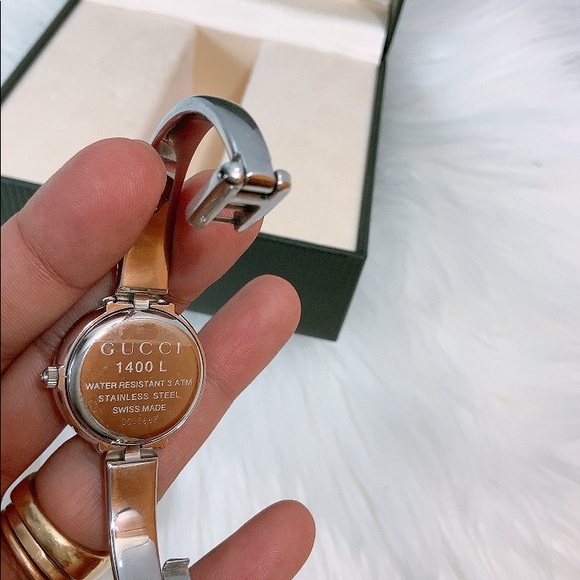 GUCCI
1400 L
WATER RESISTANT 3 ATM
STAINLESS STEEL
SWISS MADE